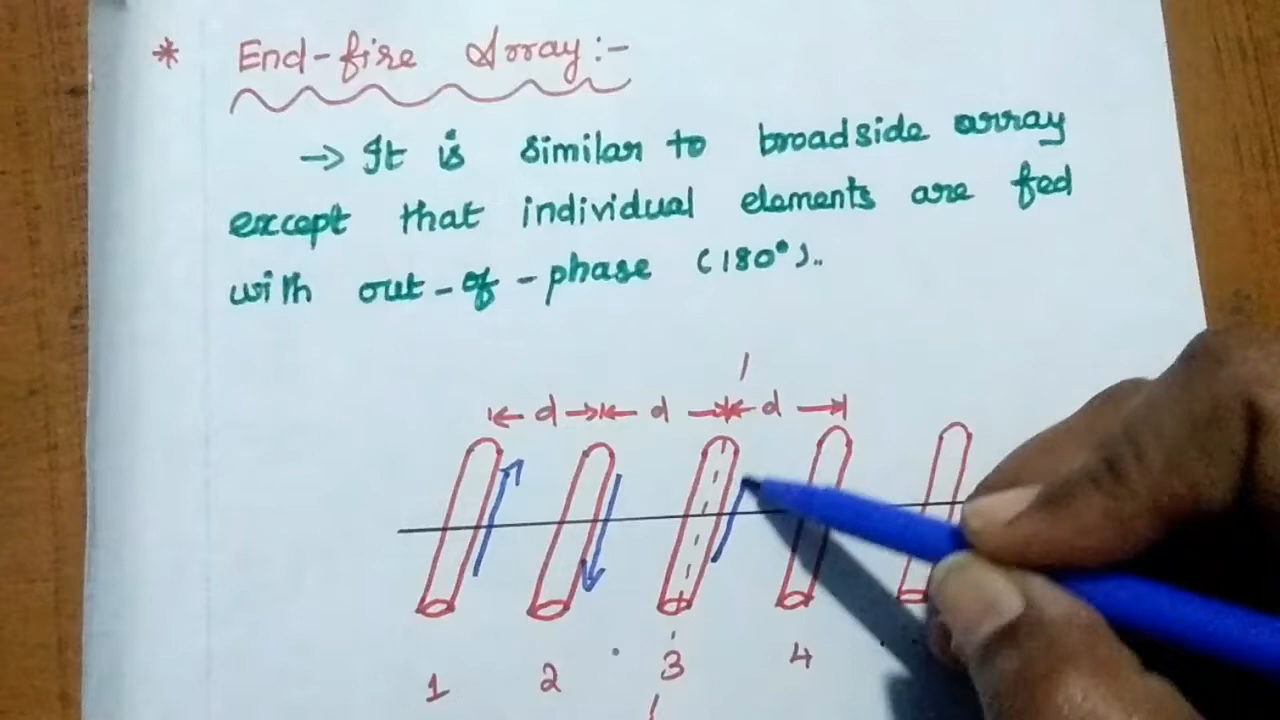 * End-fire Array:-
→ It is similar to broadside array
except that individual elements are fed
with out-of-phase (180°)..
d d d
1 2 3 4